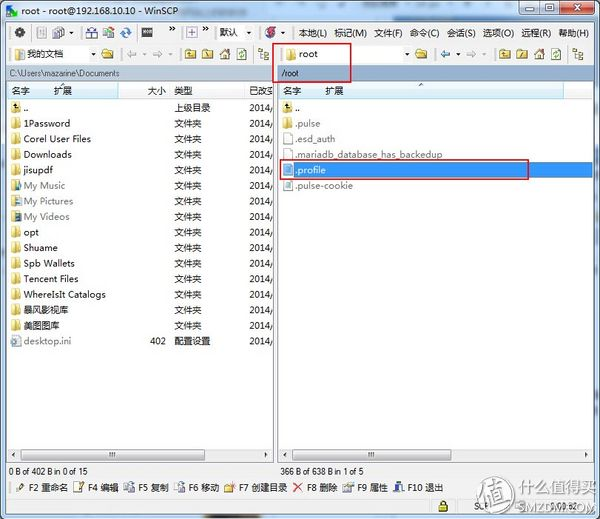 root - root@192.168.10.10 - WinSCP
默认
本地(L) 标记(M) 文件(F) 命令(C) 会话(S) 选项(O) 远程(R) 帮助(H)
我的文档
root
C:\Users\mazarine\Documents
/root
名字 扩展 大小 类型 已改变
名字 扩展
.. 上级目录 2014/
1Password 文件夹 2014/
Corel User Files 文件夹 2014/
Downloads 文件夹 2014/
jisupdf 文件夹 2014/
My Music 文件夹 2014/
My Pictures 文件夹 2014/
My Videos 文件夹 2014/
opt 文件夹 2014/
Shuame 文件夹 2014/
Spb Wallets 文件夹 2014/
Tencent Files 文件夹 2014/
WhereIsIt Catalogs 文件夹 2014/
暴风影视库 文件夹 2014/
美图图库 文件夹 2014/
desktop.ini 402 配置设置 2014/
..
.pulse
.esd_auth
.mariadb_database_has_backedup
.profile
.pulse-cookie
0 B of 402 B in 0 of 15
366 B of 638 B in 1 of 5
F2 重命名 F4 编辑 F5 复制 F6 移动 F7 创建目录 F8 删除 F9 属性 F10 退出
值 什么值得买
SMZDM.COM